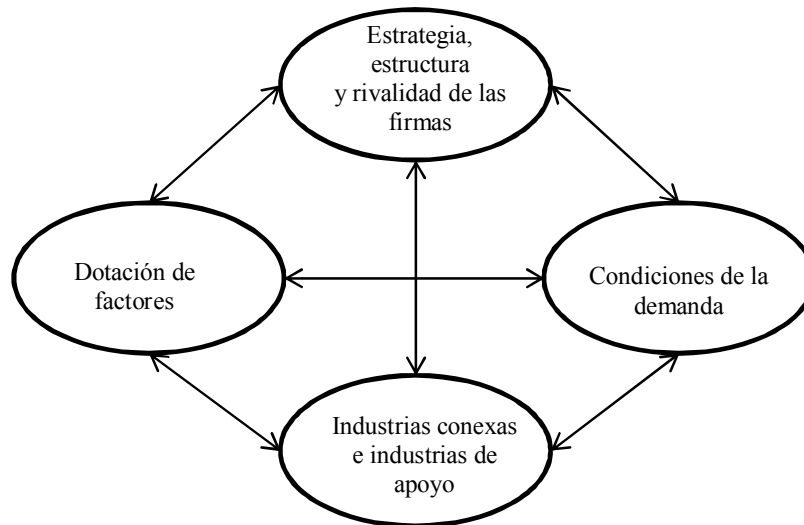 Estrategia,
estructura
y rivalidad de las
firmas
Dotación de
factores
Condiciones de la
demanda
Industrias conexas
e industrias de
apoyo